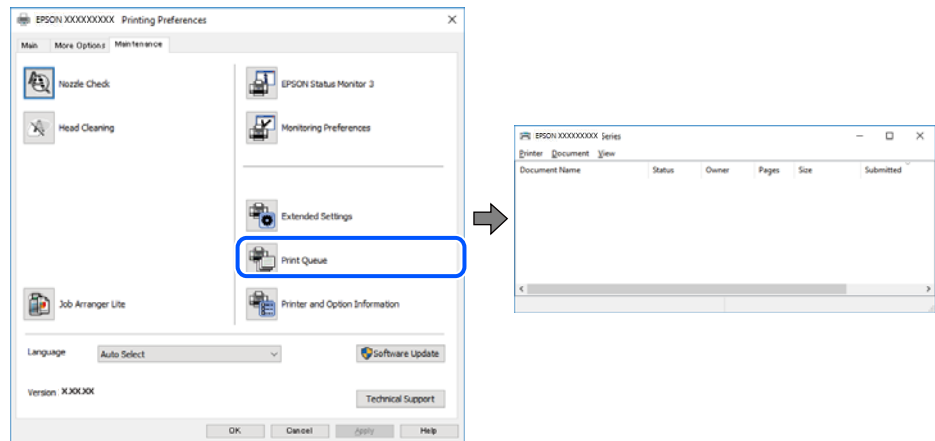 EPSON XXXXXXXXX Printing Preferences
Main More Options Maintenance
Nozzle Check
EPSON Status Monitor 3
Head Cleaning
Monitoring Preferences
Extended Settings
Print Queue
Job Arranger Lite
Printer and Option Information
Language Auto Select
Software Update
Version X.XX.XX
Technical Support
OK Cancel Apply Help
EPSON XXXXXXXXX Series
Printer Document View
Document Name Status Owner Pages Size Submitted